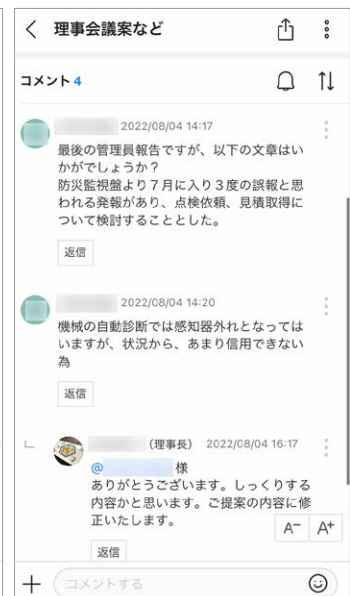 理事会議案など
コメント 4
2022/08/04 14:17
最後の管理員報告ですが、以下の文章はい
かがでしょうか?
防災監視盤より7月に入り3度の誤報と思
われる発報があり、点検依頼、見積取得に
ついて検討することとした。
返信
2022/08/04 14:20
機械の自動診断では感知器外れとなっては
いますが、状況から、あまり信用できない
為
返信
(理事長) 2022/08/04 16:17
@ 様
ありがとうございます。しっくりする
内容かと思います。ご提案の内容に修
正いたします。
A- A+
返信
コメントする